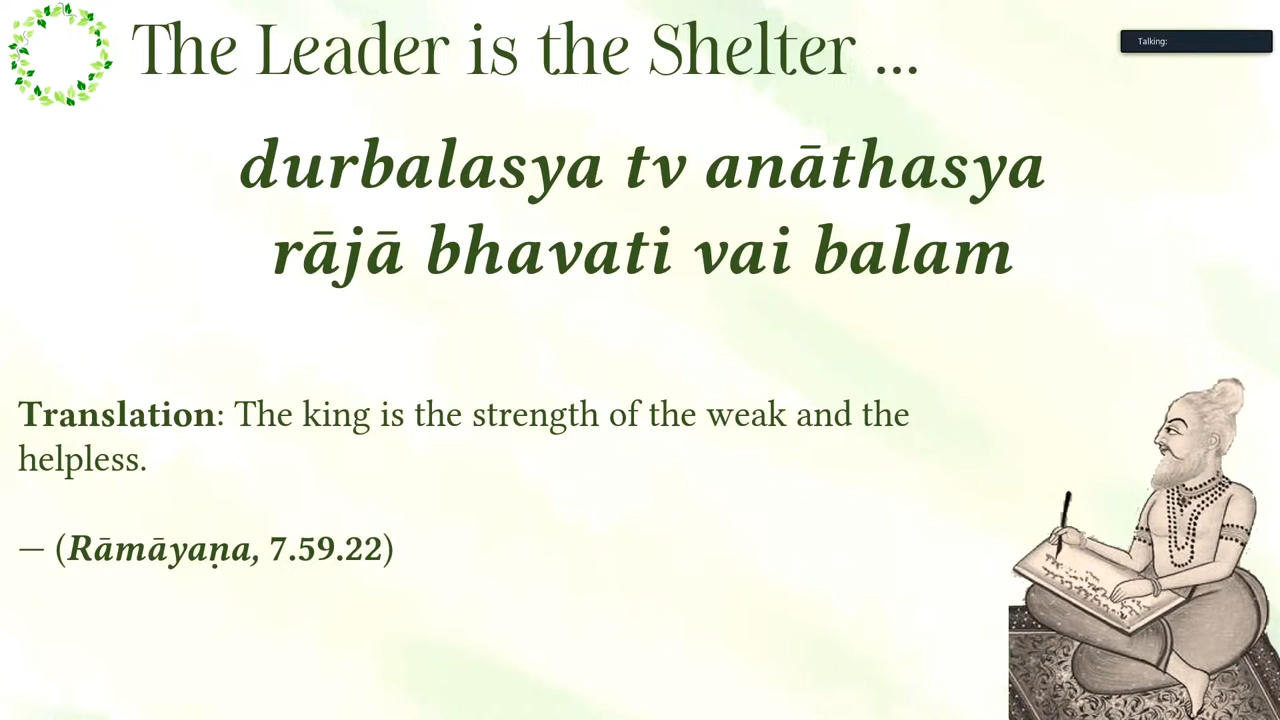 The Leader is the Shelter ...
Talking:
durbalasya tv anāthasya
rājā bhavati vai balam
Translation: The king is the strength of the weak and the
helpless.
— (Rāmāyaṇa, 7.59.22)